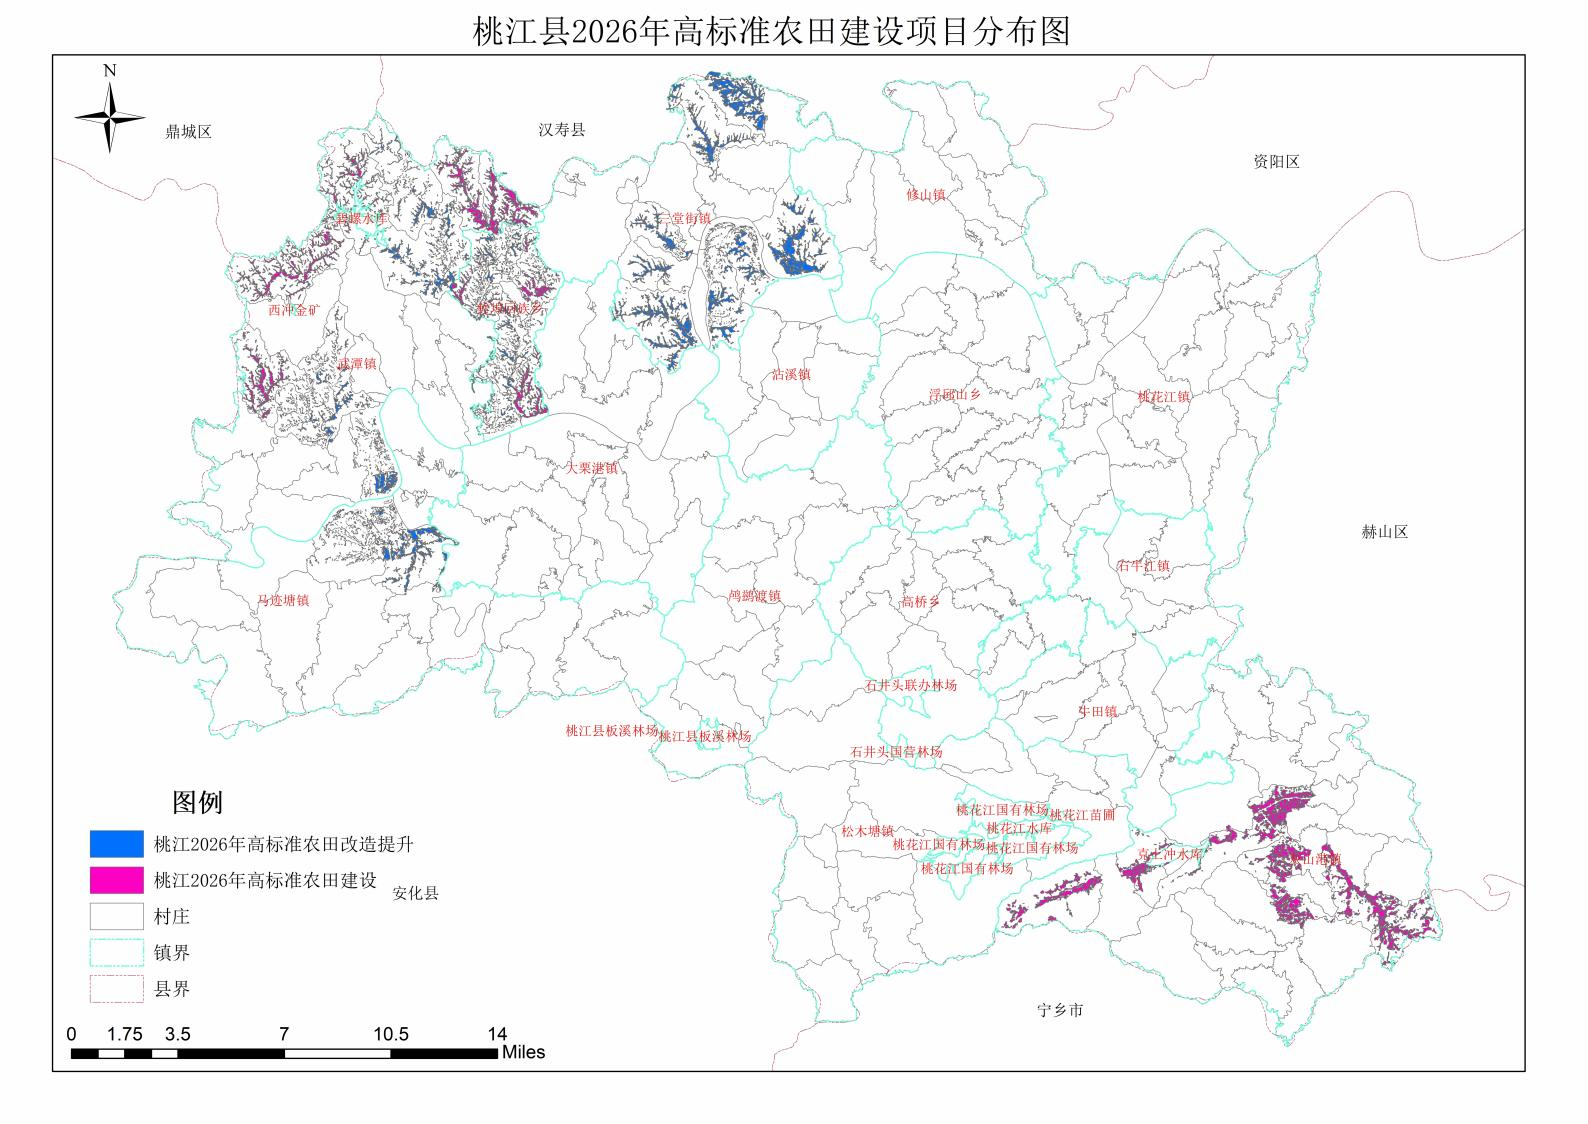 桃江县2026年高标准农田建设项目分布图
N
鼎城区
汉寿县
资阳区
修山镇
三堂街镇
碧螺水库
西冲金矿
鲊埠回族乡
武潭镇
沾溪镇
浮邱山乡
桃花江镇
大栗港镇
赫山区
石牛江镇
马迹塘镇
鸬鹚渡镇
高桥乡
石井头联办林场
牛田镇
桃江县板溪林场
桃江县板溪林场
石井头国营林场
桃花江国有林场
桃花江苗圃
松木塘镇
桃花江水库
桃花江国有林场
桃花江国有林场
克上冲水库
灰山港镇
桃花江国有林场
安化县
宁乡市
图例
桃江2026年高标准农田改造提升
桃江2026年高标准农田建设
村庄
镇界
县界
0 1.75 3.5 7 10.5 14
Miles